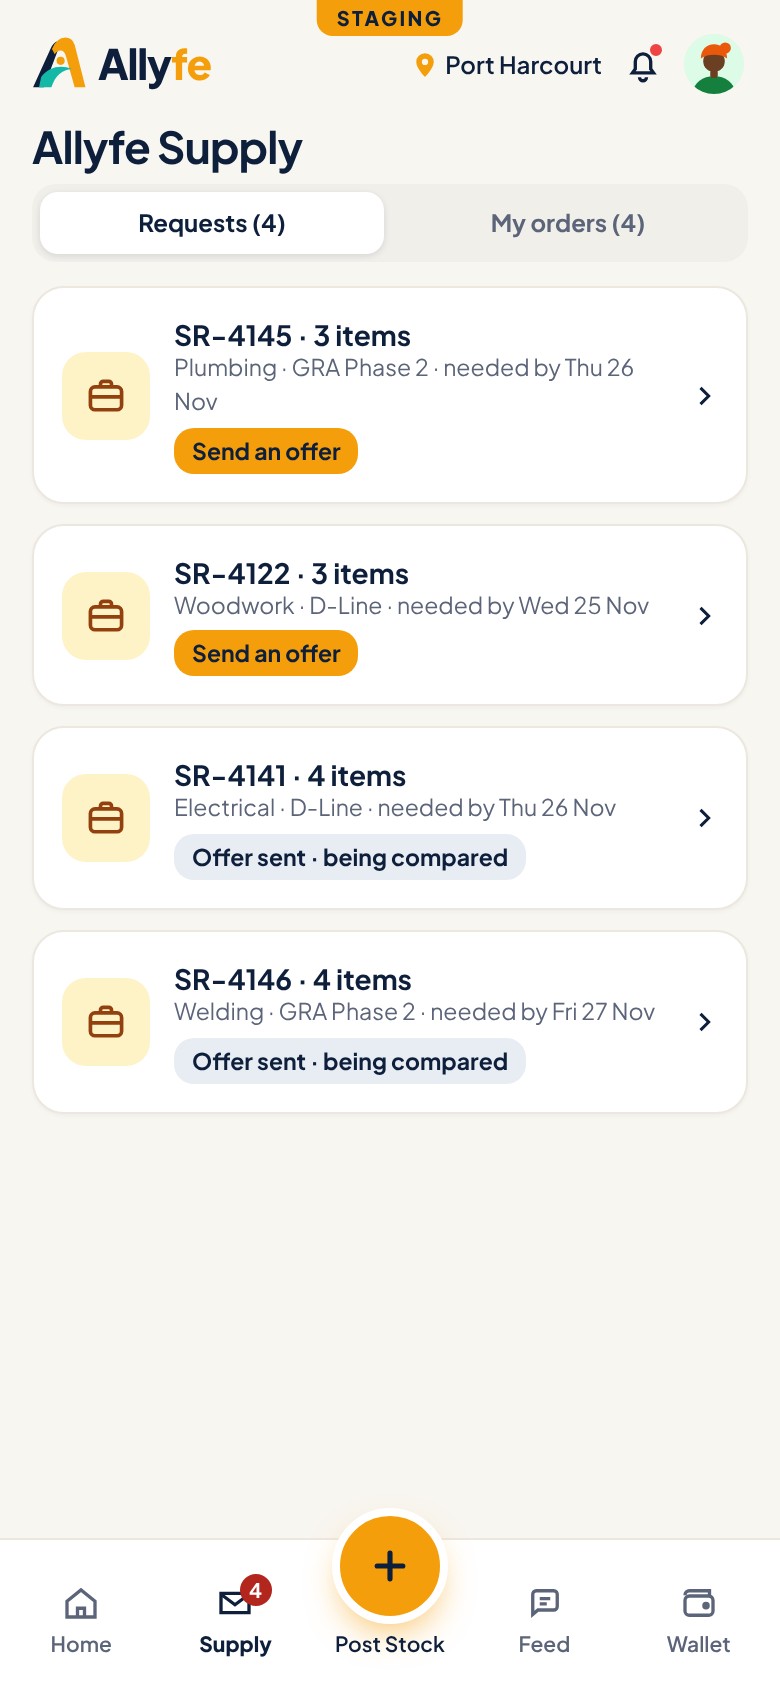 STAGING
Allyfe
Port Harcourt
Allyfe Supply
Requests (4)
My orders (4)
SR-4145 · 3 items
Plumbing · GRA Phase 2 · needed by Thu 26
Nov
Send an offer
SR-4122 · 3 items
Woodwork · D-Line · needed by Wed 25 Nov
Send an offer
SR-4141 · 4 items
Electrical · D-Line · needed by Thu 26 Nov
Offer sent · being compared
SR-4146 · 4 items
Welding · GRA Phase 2 · needed by Fri 27 Nov
Offer sent · being compared
4
Home
Supply
Post Stock
Feed
Wallet